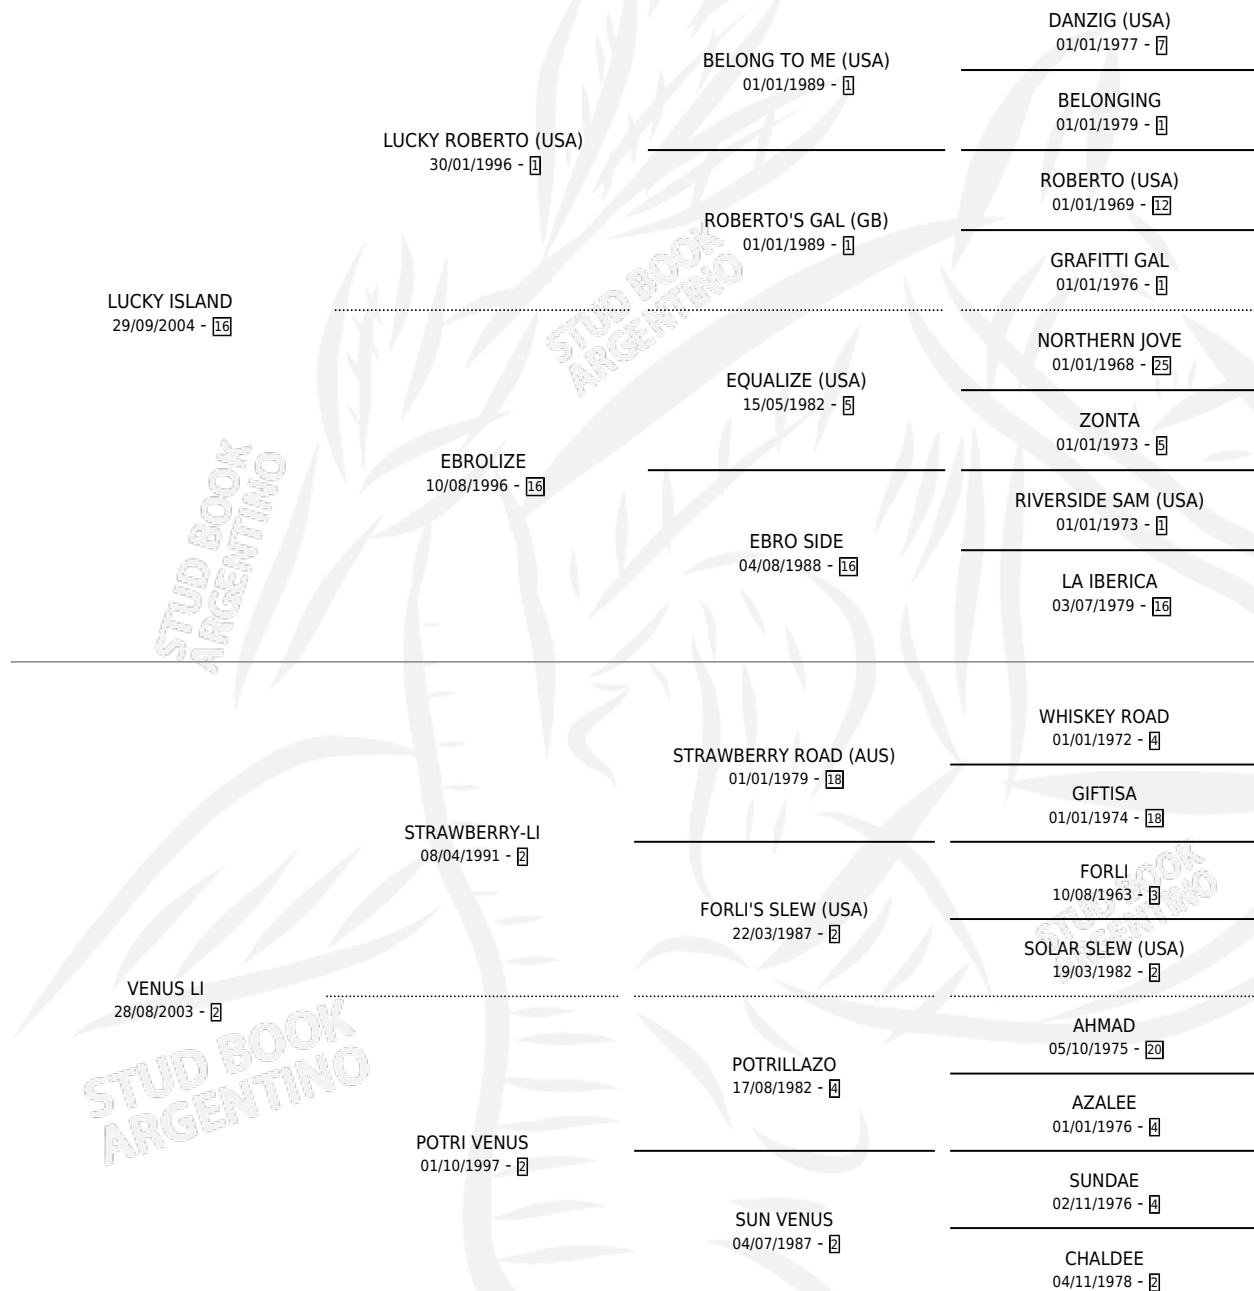 DANZIG (USA)
01/01/1977 - 7
BELONG TO ME (USA)
01/01/1989 - 1
BELONGING
01/01/1979 - 1
LUCKY ROBERTO (USA)
30/01/1996 - 1
ROBERTO (USA)
01/01/1969 - 12
ROBERTO'S GAL (GB)
01/01/1989 - 1
GRAFITTI GAL
01/01/1976 - 1
LUCKY ISLAND
29/09/2004 - 16
STUD BOOK
ARGENTINO
NORTHERN JOVE
01/01/1968 - 25
EQUALIZE (USA)
15/05/1982 - 5
ZONTA
01/01/1973 - 5
EBROLIZE
10/08/1996 - 16
RIVERSIDE SAM (USA)
01/01/1973 - 1
EBRO SIDE
04/08/1988 - 16
LA IBERICA
03/07/1979 - 16
STUD BOOK
ARGENTINO
WHISKEY ROAD
01/01/1972 - 4
STRAWBERRY ROAD (AUS)
01/01/1979 - 18
GIFTISA
01/01/1974 - 18
STRAWBERRY-LI
08/04/1991 - 2
FORLI
10/08/1963 - 3
FORLI'S SLEW (USA)
22/03/1987 - 2
STUD BOOK
ARGENTINO
SOLAR SLEW (USA)
19/03/1982 - 2
VENUS LI
28/08/2003 - 2
STUD BOOK
ARGENTINO
AHMAD
05/10/1975 - 20
POTRILLAZO
17/08/1982 - 4
AZALEE
01/01/1976 - 4
POTRI VENUS
01/10/1997 - 2
SUNDAE
02/11/1976 - 4
SUN VENUS
04/07/1987 - 2
CHALDEE
04/11/1978 - 2